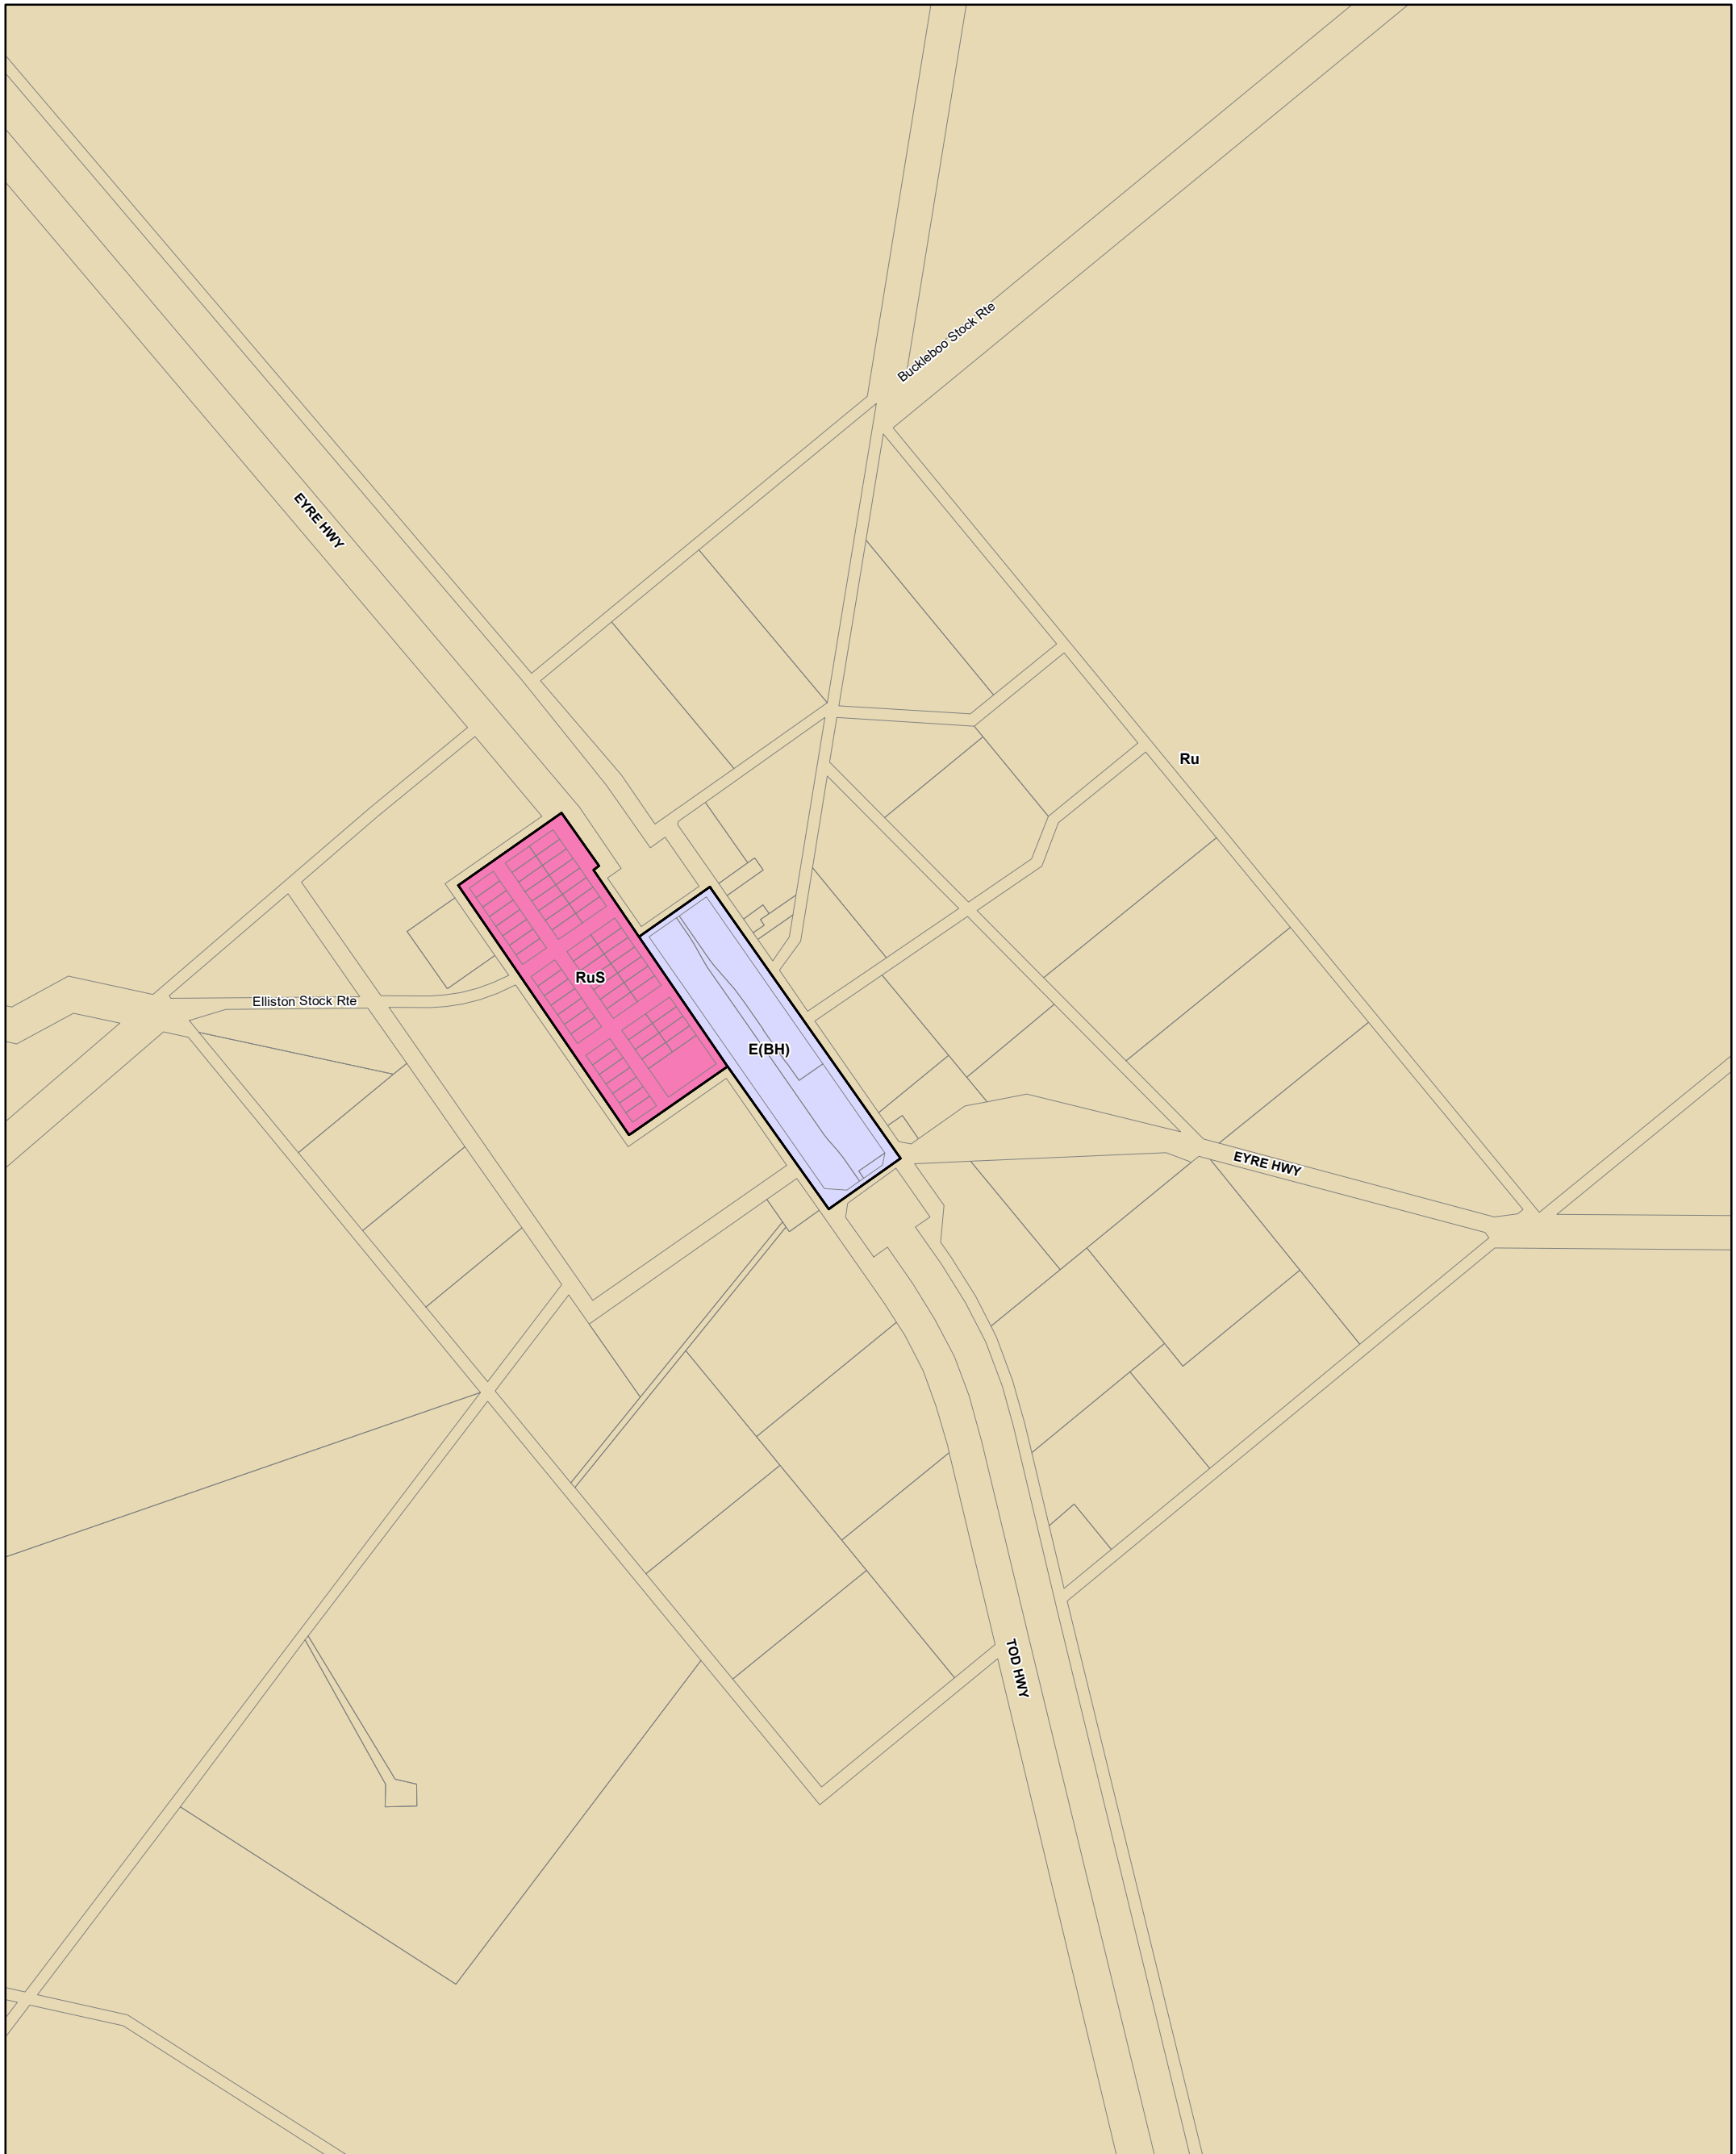 Buckleboo Stock Rte
EYRE HWY
Ru
RuS
Elliston Stock Rte
E(BH)
EYRE HWY
TOD HWY